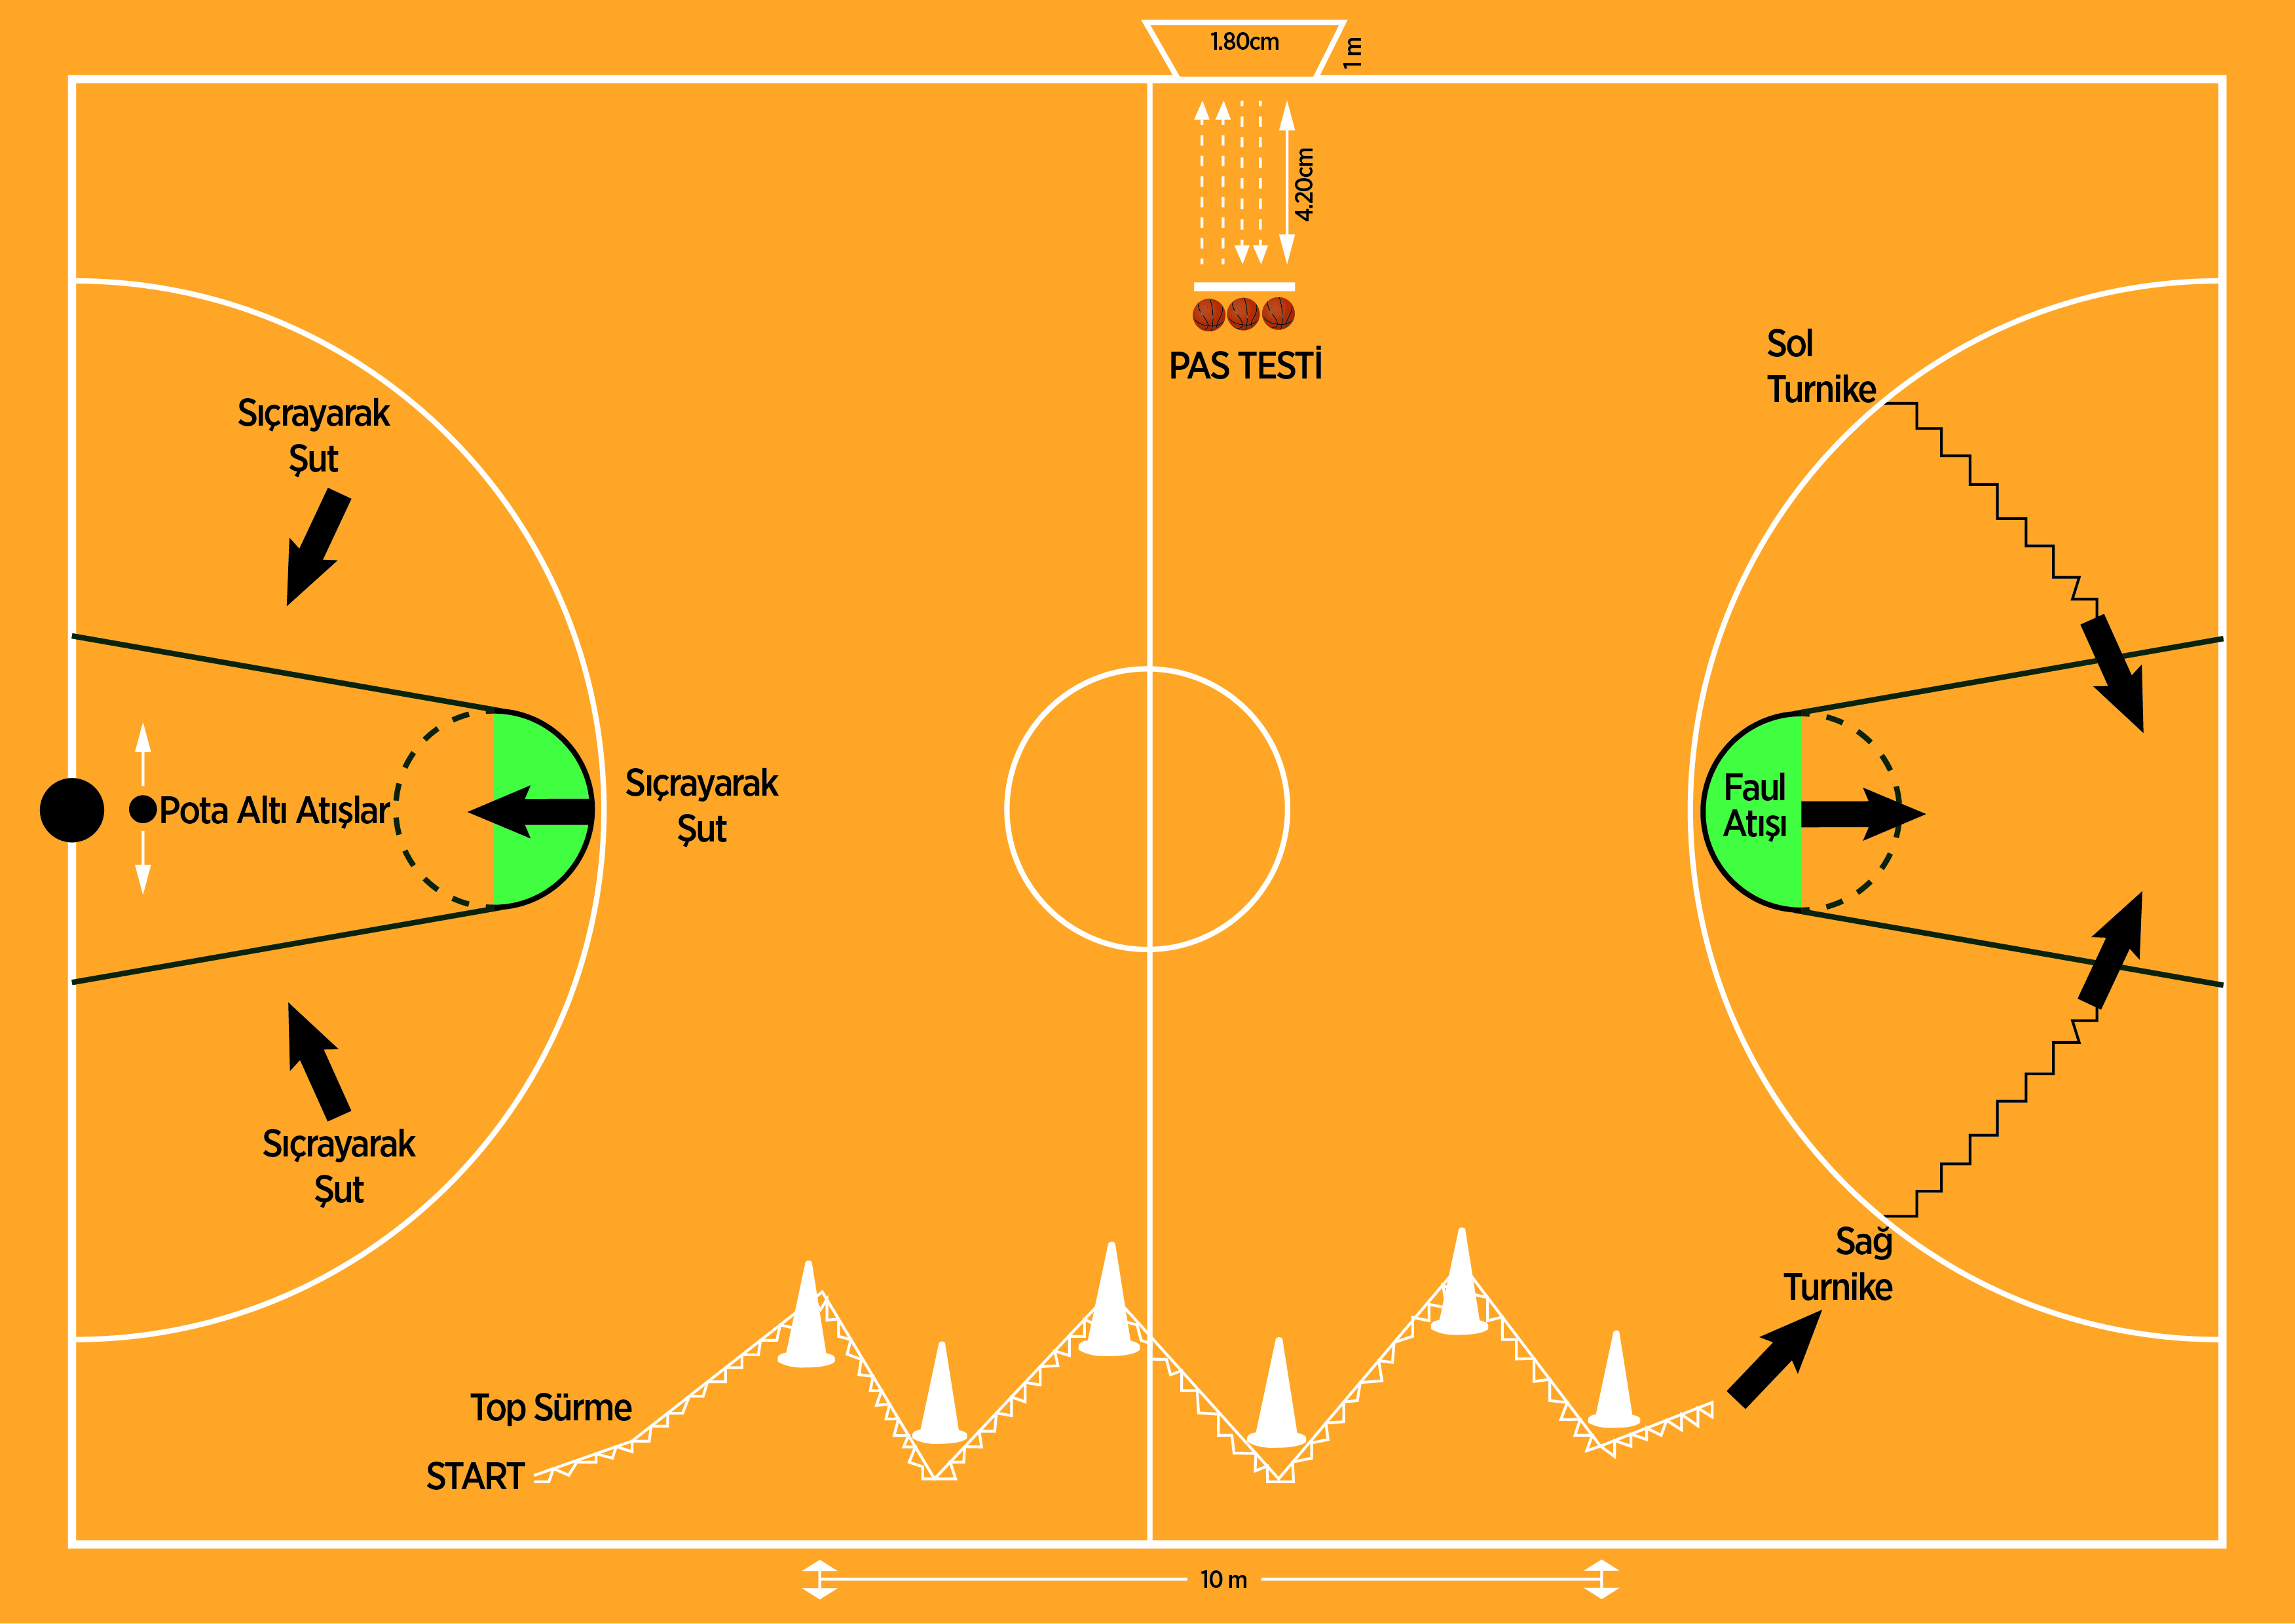 1.80cm
1 m
4.20cm
PAS TESTİ
Sol
Turnike
Sıçrayarak
Şut
Sıçrayarak
Şut
Pota Altı Atışlar
Faul
Atışı
Sıçrayarak
Şut
Sağ
Turnike
Top Sürme
START
10 m